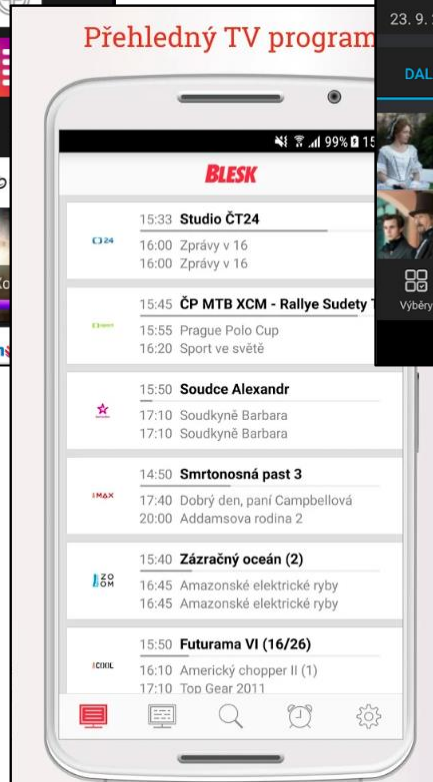 Přehledný TV program
23. 9.
DAL
99% 15
BLESK
15:33 Studio ČT24
24
16:00 Zprávy v 16
16:00 Zprávy v 16
15:45 ČP MTB XCM - Rallye Sudety
15:55 Prague Polo Cup
16:20 Sport ve světě
Výběry
15:50 Soudce Alexandr
17:10 Soudkyně Barbara
17:10 Soudkyně Barbara
14:50 Smrtonosná past 3
MAX
17:40 Dobrý den, paní Campbellová
20:00 Addamsova rodina 2
15:40 Zázračný oceán (2)
ZOOM
16:45 Amazonské elektrické ryby
16:45 Amazonské elektrické ryby
15:50 Futurama VI (16/26)
COOL
16:10 Americký chopper II (1)
17:10 Top Gear 2011